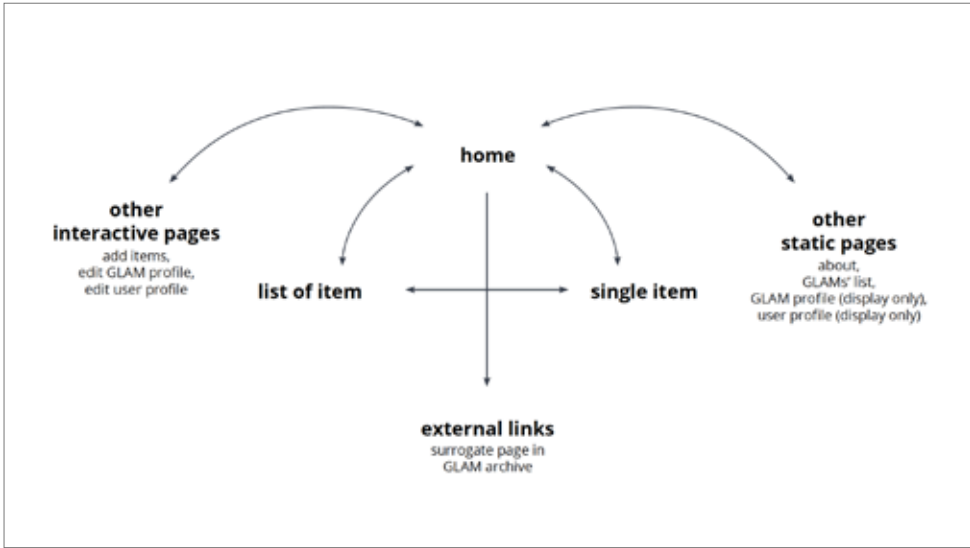 home
other
interactive pages
add items,
edit GLAM profile,
edit user profile
other
static pages
about,
GLAMs' list,
GLAM profile (display only),
user profile (display only)
list of item
single item
external links
surrogate page in
GLAM archive